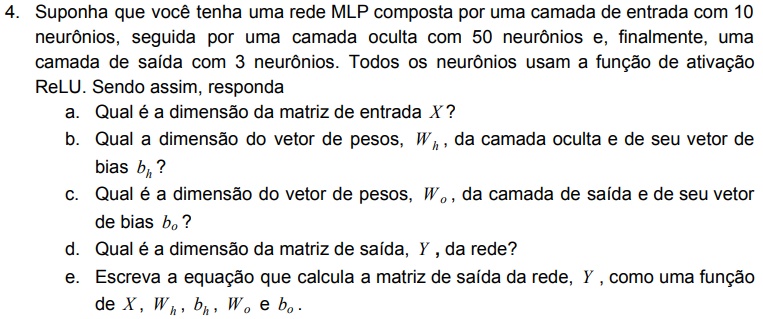 4. Suponha que você tenha uma rede MLP composta por uma camada de entrada com 10
neurônios, seguida por uma camada oculta com 50 neurônios e, finalmente, uma
camada de saída com 3 neurônios. Todos os neurônios usam a função de ativação
ReLU. Sendo assim, responda
a. Qual é a dimensão da matriz de entrada X?
b. Qual a dimensão do vetor de pesos, W_h, da camada oculta e de seu vetor de
bias b_h?
c. Qual é a dimensão do vetor de pesos, W_o, da camada de saída e de seu vetor
de bias b_o?
d. Qual é a dimensão da matriz de saída, Y, da rede?
e. Escreva a equação que calcula a matriz de saída da rede, Y, como uma função
de X, W_h, b_h, W_o e b_o.